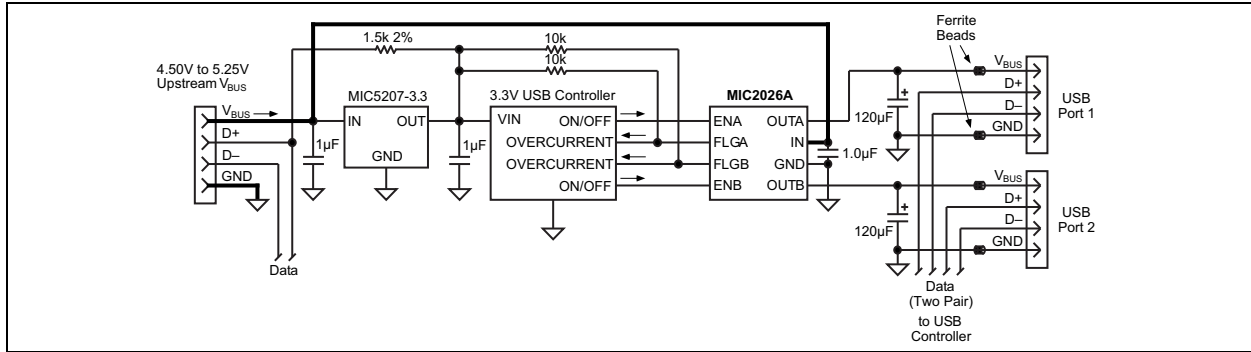 1.5k 2%
10k
10k
Ferrite
Beads
4.50V to 5.25V
Upstream VBUS
VBUS
D+
D–
GND
1µF
MIC5207-3.3
IN
OUT
GND
1µF
3.3V USB Controller
VIN
ON/OFF
OVERCURRENT
OVERCURRENT
ON/OFF
MIC2026A
ENA
FLGA
FLGB
ENB
OUTA
IN
GND
OUTB
1.0µF
120µF
VBUS
D+
D–
GND
USB
Port 1
120µF
VBUS
D+
D–
GND
USB
Port 2
Data
Data
(Two Pair)
to USB
Controller